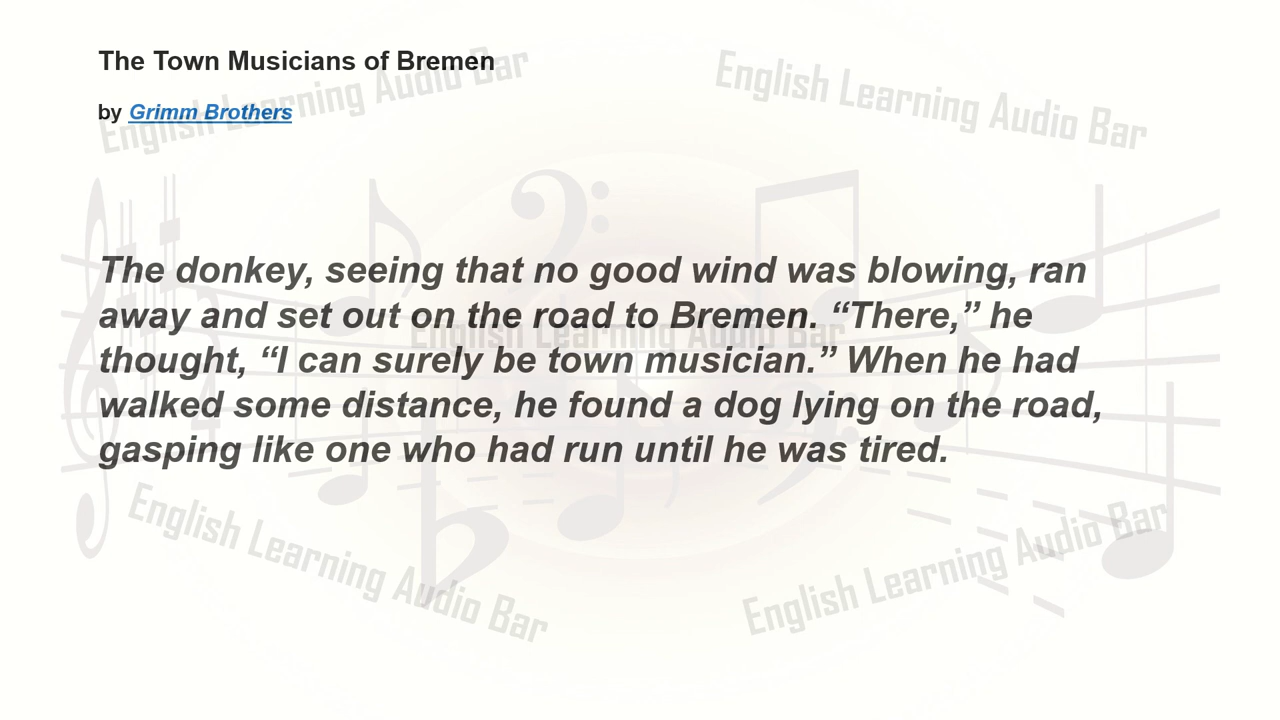 The Town Musicians of Bremen
by Grimm Brothers
English Learning Audio Bar
English Learning Audio Bar
The donkey, seeing that no good wind was blowing, ran
away and set out on the road to Bremen. “There,” he
thought, “I can surely be town musician.” When he had
walked some distance, he found a dog lying on the road,
gasping like one who had run until he was tired.
English Learning Audio Bar
English Learning Audio Bar
English Learning Audio Bar